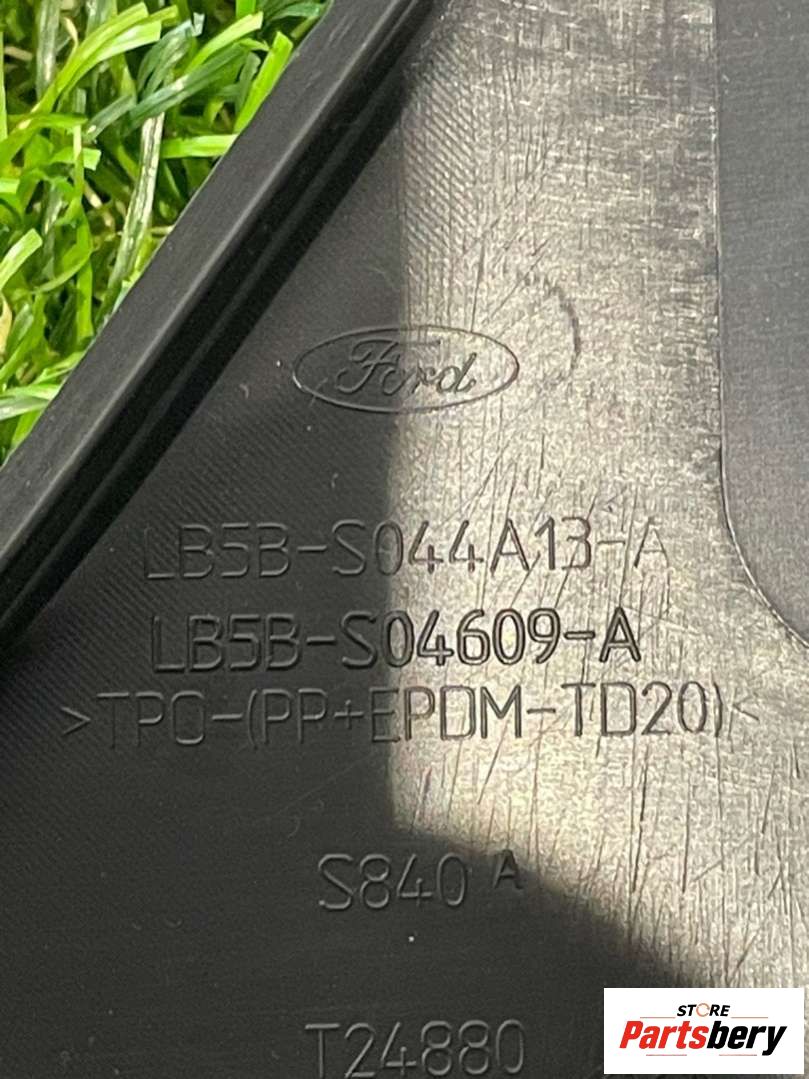 Ford
LB5B-S044A13-A
LB5B-S04609-A
>TPO-(PP+EPDM-TD20)<
S840 A
T24880
STORE
Partsbery